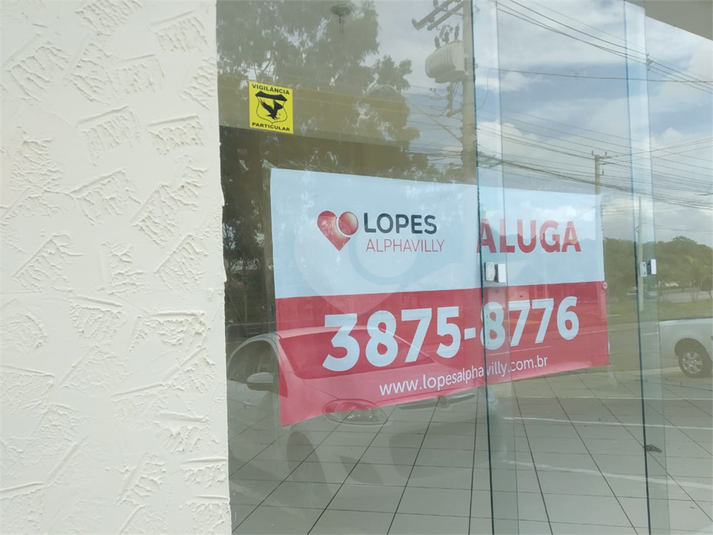 VIGILÂNCIA
PARTICULAR
LOPES
ALPHAVILLY
ALUGA
3875-8776
www.lopesalphavilly.com.br